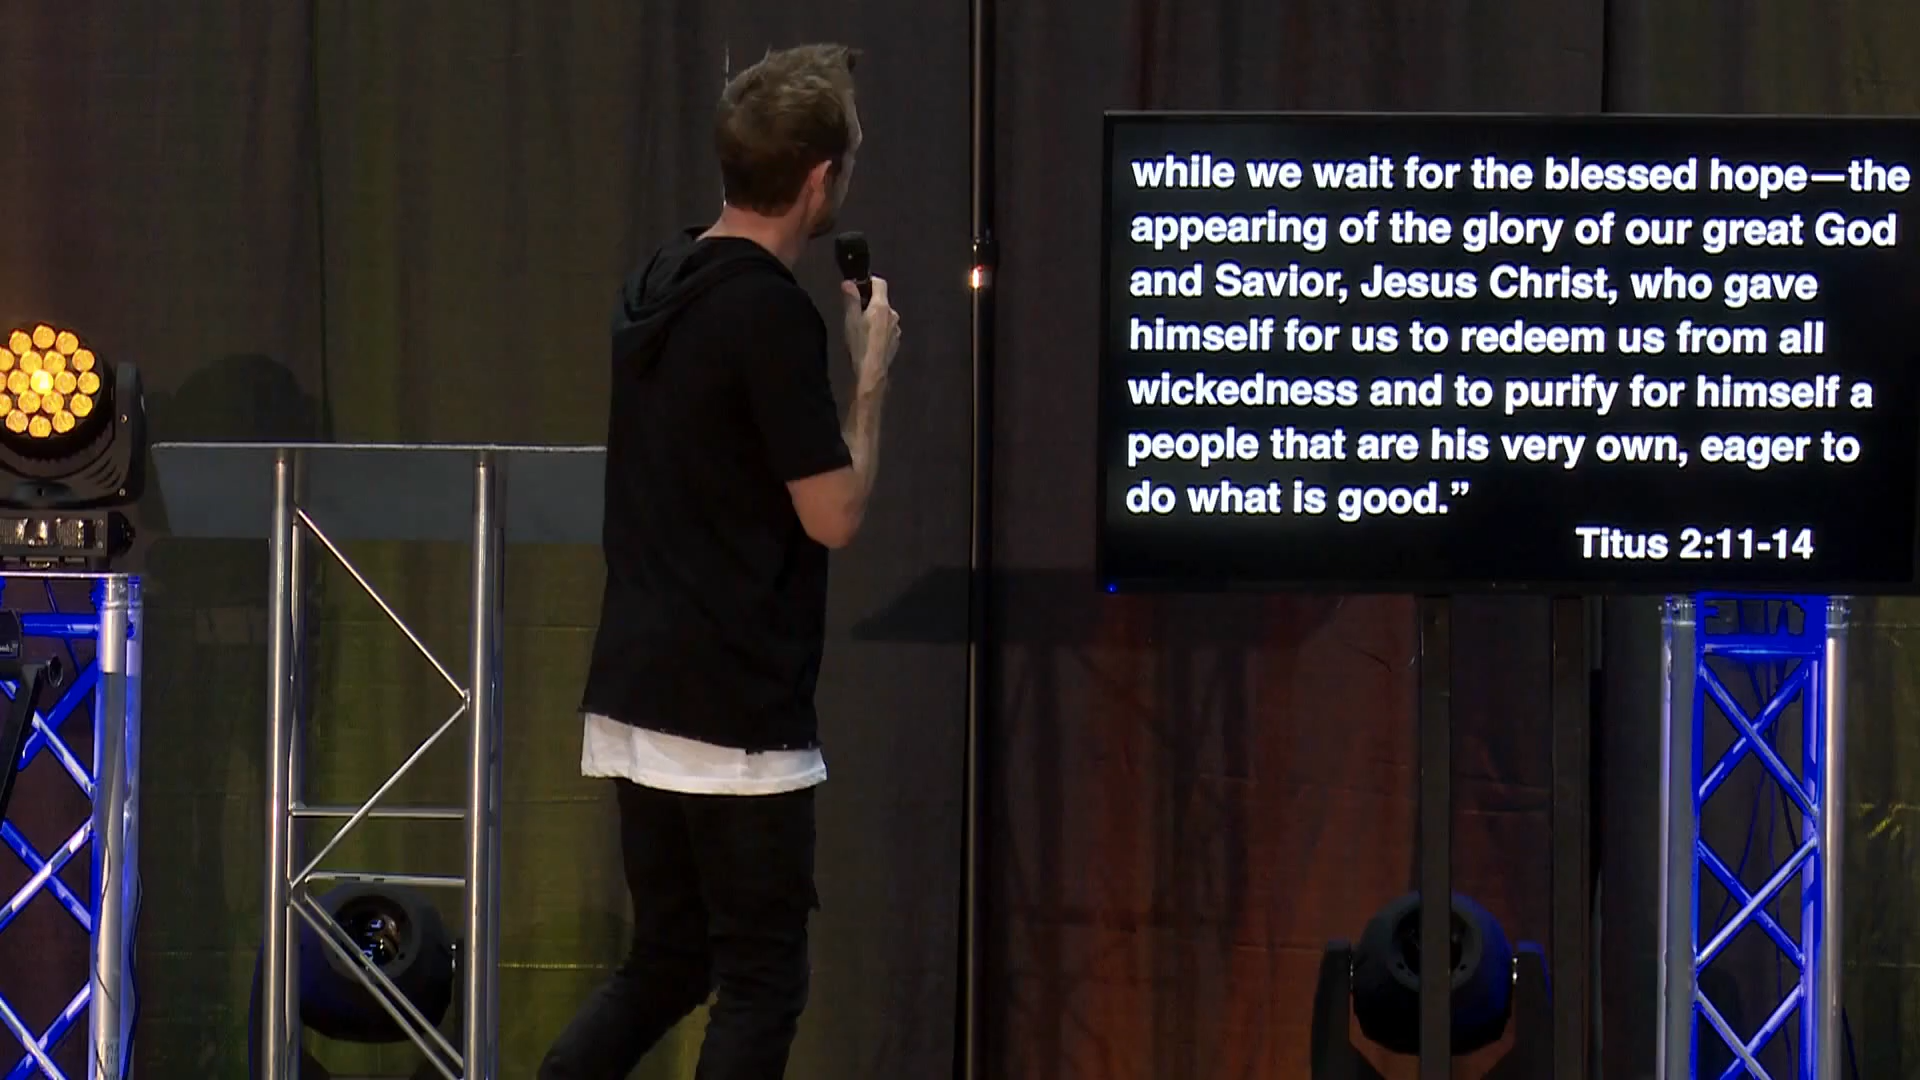 while we wait for the blessed hope—the
appearing of the glory of our great God
and Savior, Jesus Christ, who gave
himself for us to redeem us from all
wickedness and to purify for himself a
people that are his very own, eager to
do what is good.”
Titus 2:11-14